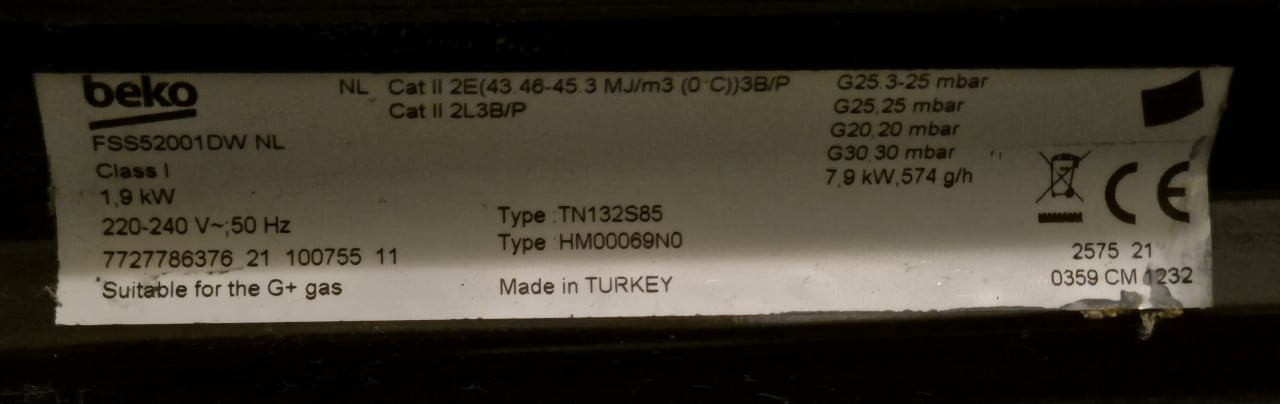 beko
NL Cat II 2E(43.46-45.3 MJ/m3 (0°C))3B/P
Cat II 2L3B/P
G25.3-25 mbar
G25,25 mbar
G20,20 mbar
G30,30 mbar
7,9 kW,574 g/h
FSS52001DW NL
Class I
1,9 kW
220-240 V~;50 Hz
7727786376 21 100755 11
Suitable for the G+ gas
Type :TN132S85
Type :HM00069N0
Made in TURKEY
CE
2575 21
0359 CM 1232